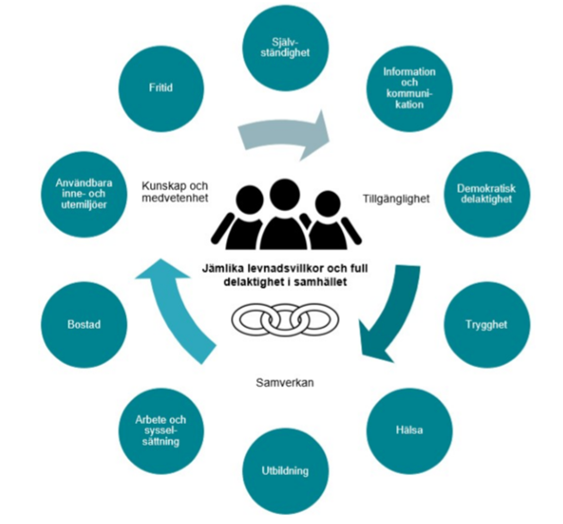 Själv-
ständighet
Information
och
kommuni-
kation
Demokratisk
delaktighet
Trygghet
Hälsa
Utbildning
Arbete och
syssel-
sättning
Bostad
Användbara
inne- och
utemiljöer
Fritid
Kunskap och
medvetenhet
Tillgänglighet
Jämlika levnadsvillkor och full
delaktighet i samhället
Samverkan